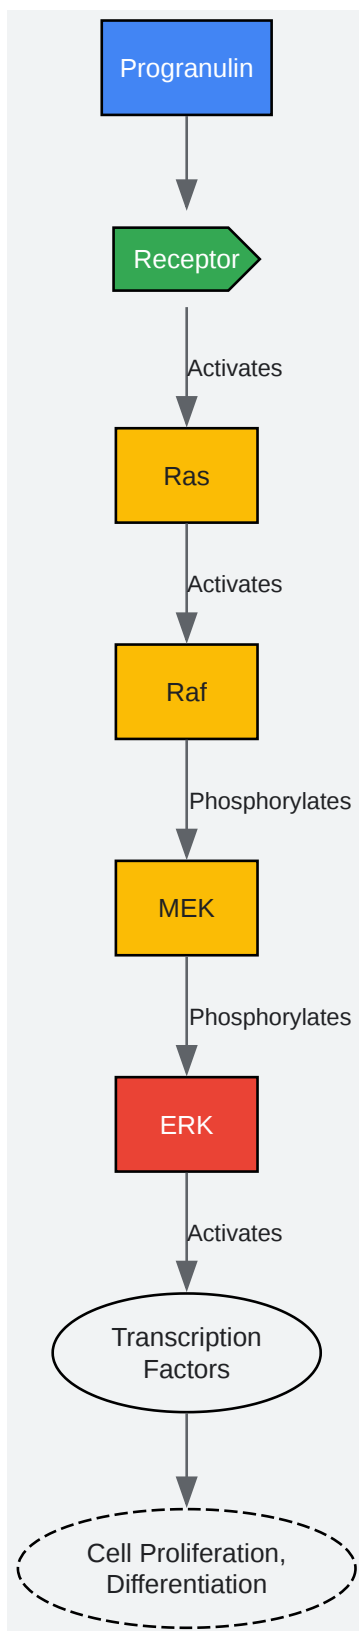 Progranulin
Receptor
Activates
Ras
Activates
Raf
Phosphorylates
MEK
Phosphorylates
ERK
Activates
Transcription
Factors
Cell Proliferation,
Differentiation